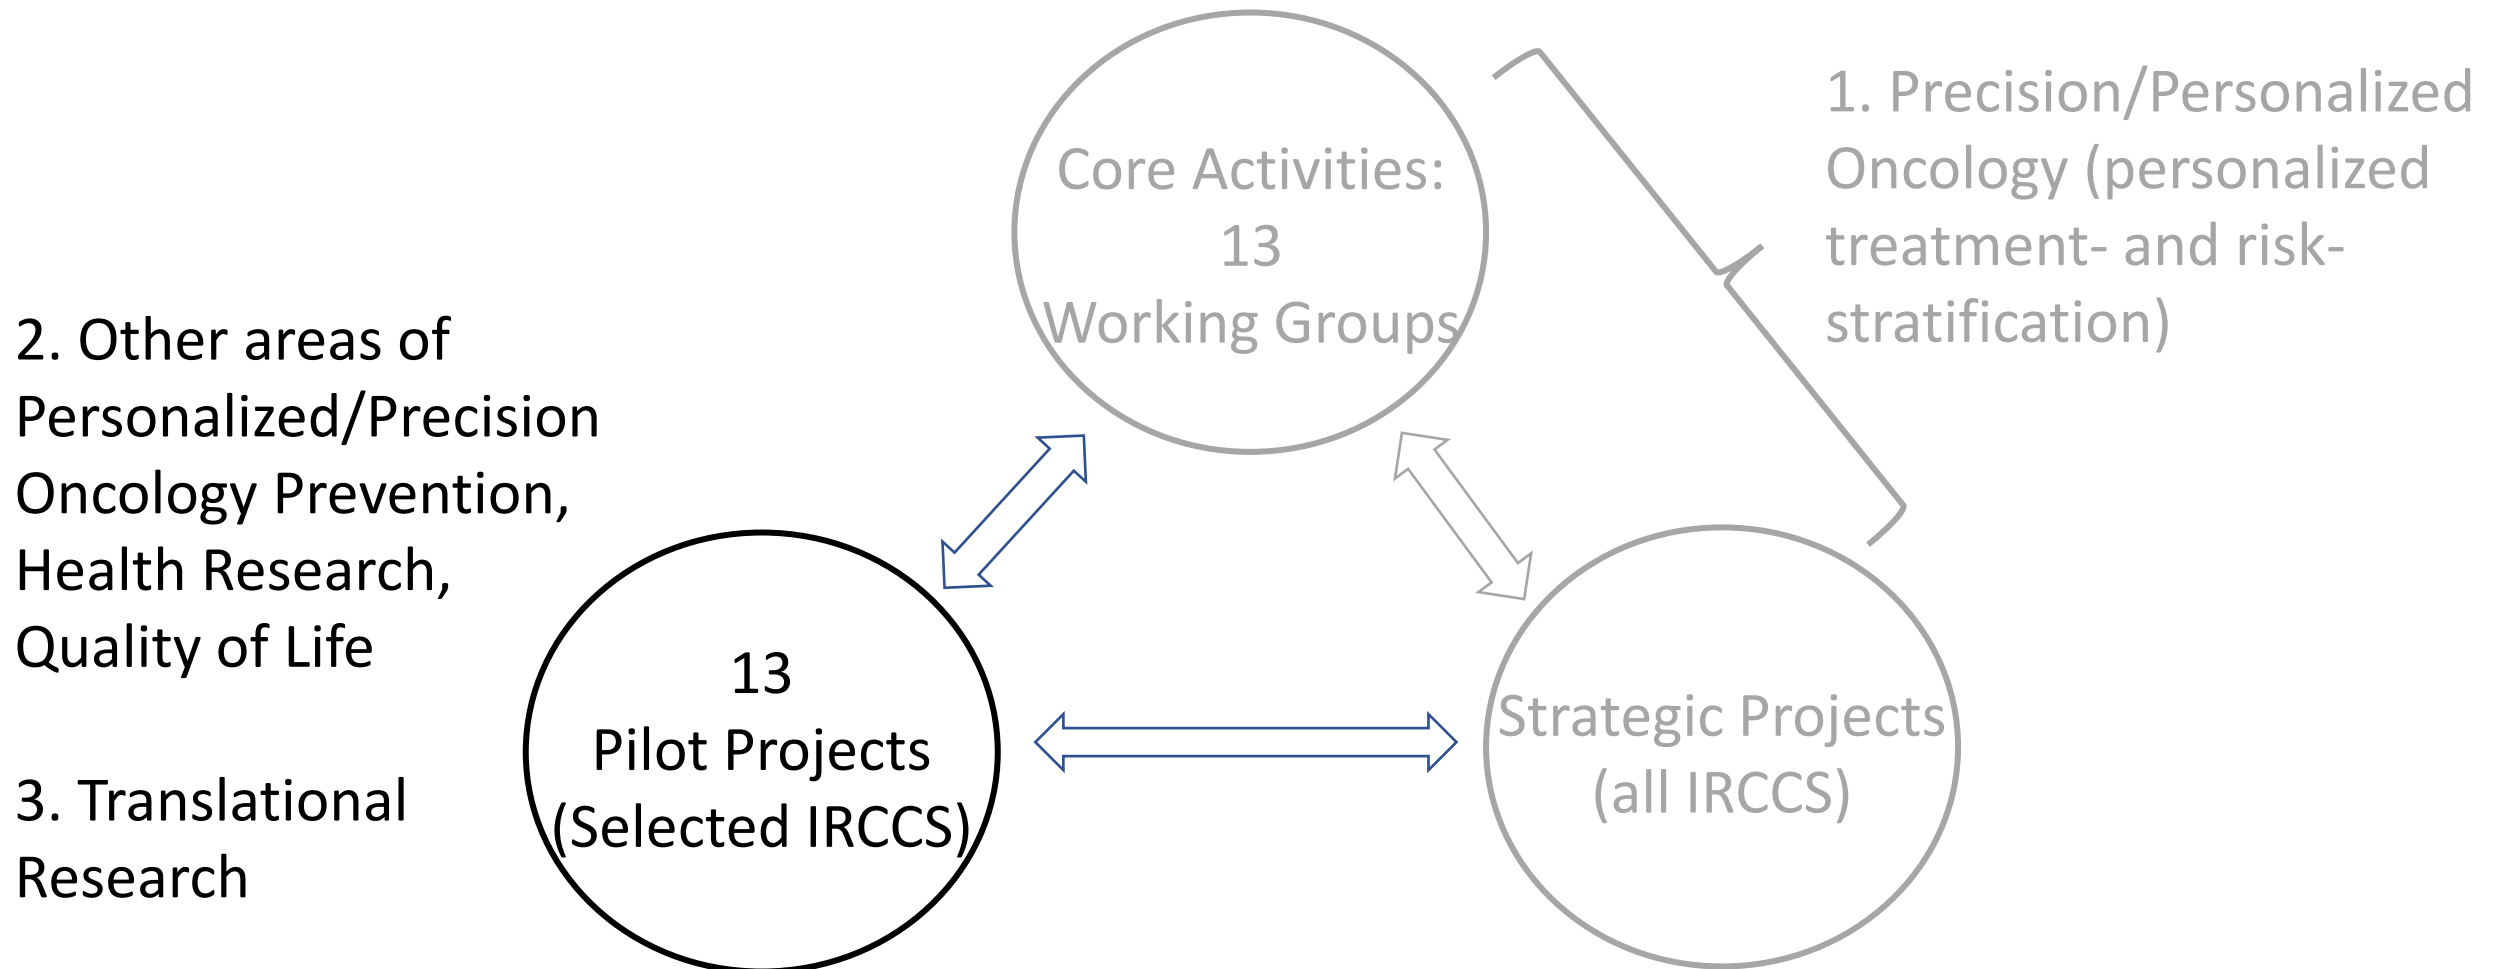 Core Activities:
13
Working Groups
1. Precision/Personalized
Oncology (personalized
treatment- and risk-
stratification)
2. Other areas of
Personalized/Precision
Oncology Prevention,
Health Research,
Quality of Life
3. Translational
Research
13
Pilot Projects
(Selected IRCCS)
Strategic Projects
(all IRCCS)